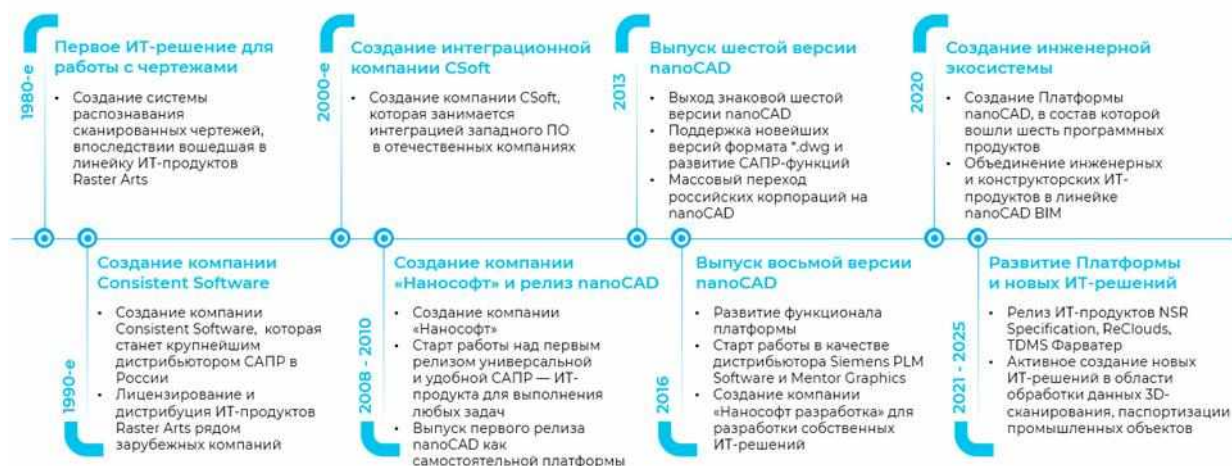 1980-е
Первое ИТ-решение для
работы с чертежами
• Создание системы
распознавания
сканированных чертежей,
впоследствии вошедшая в
линейку ИТ-продуктов
Raster Arts
2000-е
Создание интеграционной
компании CSoft
• Создание компании CSoft,
которая занимается
интеграцией западного ПО
в отечественных компаниях
2013
Выпуск шестой версии
nanoCAD
• Выход знаковой шестой
версии nanoCAD
• Поддержка новейших
версий формата *.dwg и
развитие САПР-функций
• Массовый переход
российских корпораций на
nanoCAD
2020
Создание инженерной
экосистемы
• Создание Платформы
nanoCAD, в состав которой
вошли шесть программных
продуктов
• Объединение инженерных
и конструкторских ИТ-
продуктов в линейке
nanoCAD BIM
1990-е
Создание компании
Consistent Software
• Создание компании
Consistent Software, которая
станет крупнейшим
дистрибьютором САПР в
России
• Лицензирование и
дистрибуция ИТ-продуктов
Raster Arts рядом
зарубежных компаний
2008 - 2010
Создание компании
«Нанософт» и релиз nanoCAD
• Создание компании
«Нанософт»
• Старт работы над первым
релизом универсальной
и удобной САПР — ИТ-
продукта для выполнения
любых задач
• Выпуск первого релиза
nanoCAD как
самостоятельной платформы
2016
Выпуск восьмой версии
nanoCAD
• Развитие функционала
платформы
• Старт работы в качестве
дистрибьютора Siemens PLM
Software и Mentor Graphics
• Создание компании
«Нанософт разработка» для
разработки собственных
ИТ-решений
2021 - 2025
Развитие Платформы
и новых ИТ-решений
• Релиз ИТ-продуктов NSR
Specification, ReClouds,
TDMS Фарватер
• Активное создание новых
ИТ-решений в области
обработки данных 3D-
сканирования, паспортизации
промышленных объектов